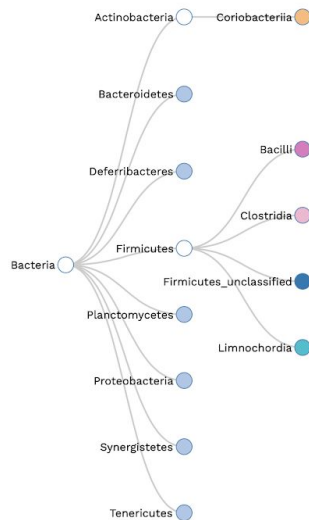 Actinobacteria
Coriobacteriia
Bacteroidetes
Bacilli
Deferribacteres
Clostridia
Firmicutes
Bacteria
Firmicutes_unclassified
Planctomycetes
Limnochordia
Proteobacteria
Synergistetes
Tenericutes